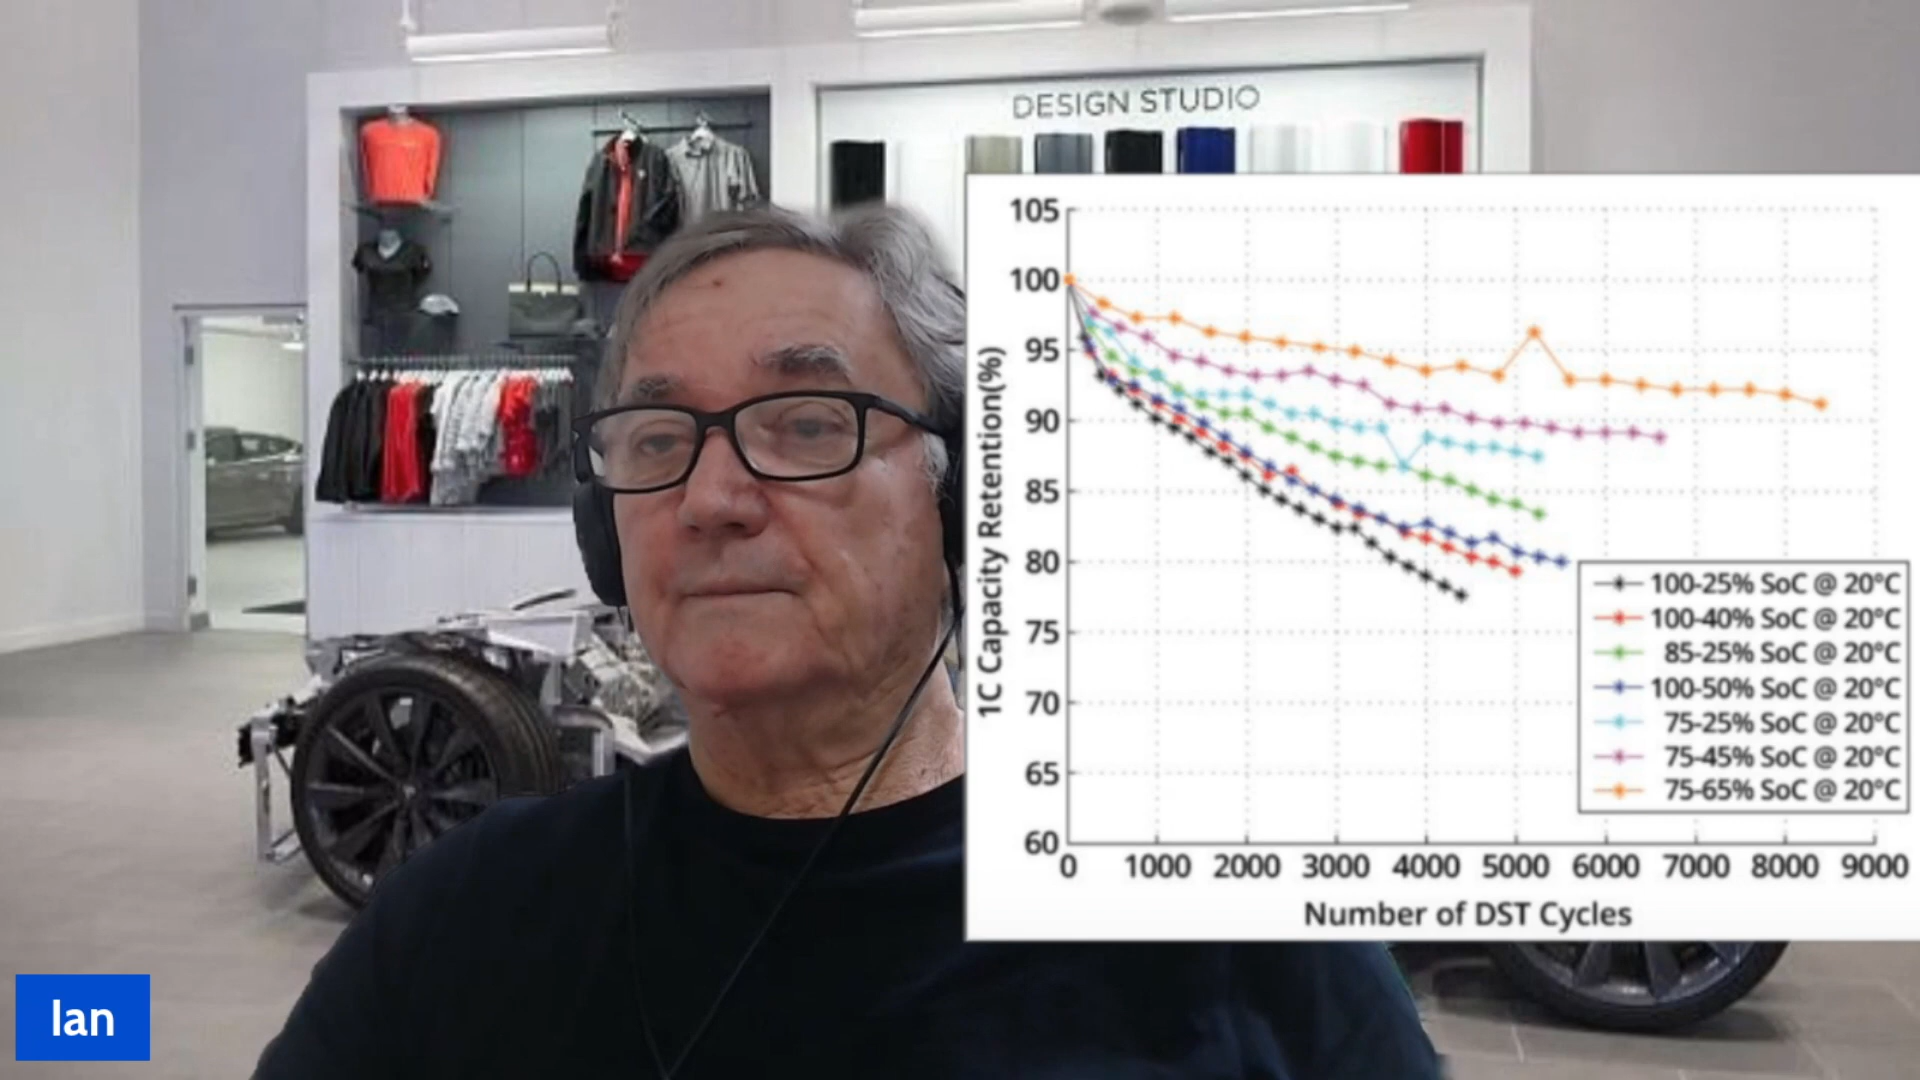 DESIGN STUDIO
105
100
95
90
85
80
75
70
65
60
1C Capacity Retention(%)
0 1000 2000 3000 4000 5000 6000 7000 8000 9000
Number of DST Cycles
100-25% SoC @ 20°C
100-40% SoC @ 20°C
85-25% SoC @ 20°C
100-50% SoC @ 20°C
75-25% SoC @ 20°C
75-45% SoC @ 20°C
75-65% SoC @ 20°C
Ian